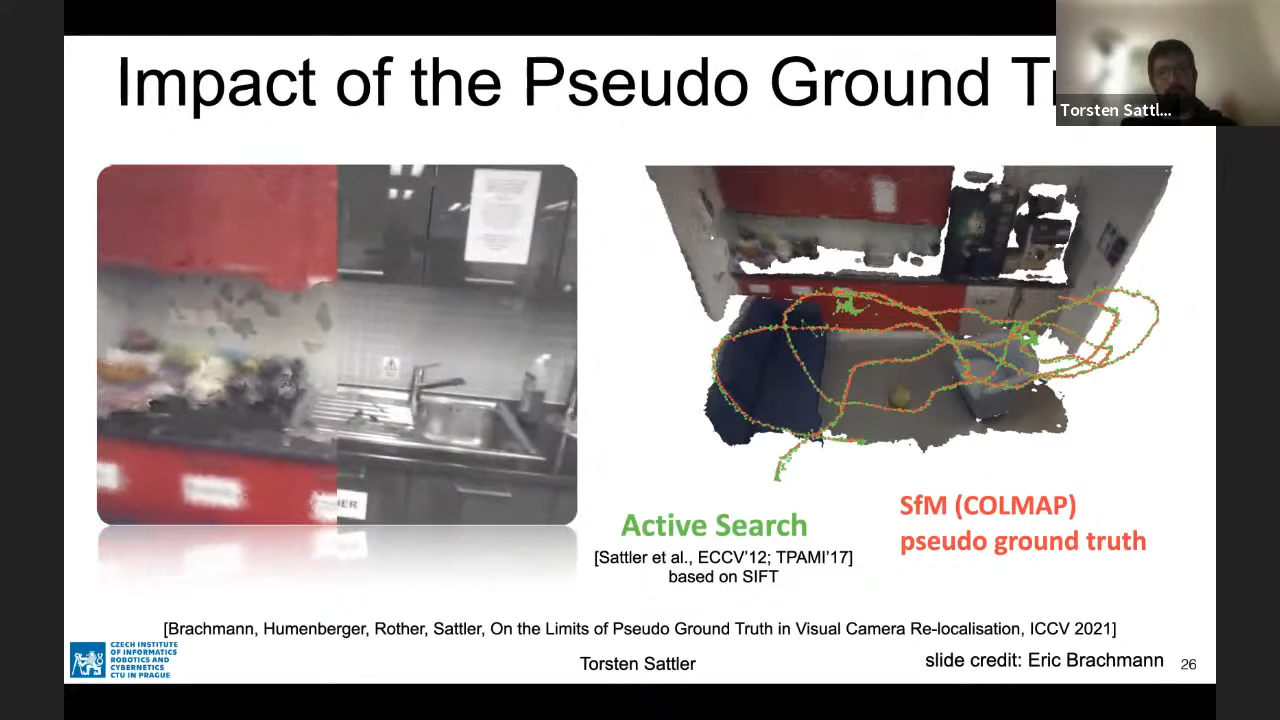 Impact of the Pseudo Ground T
Torsten Sattl...
NER
Active Search
[Sattler et al., ECCV'12; TPAMI'17]
based on SIFT
SfM (COLMAP)
pseudo ground truth
[Brachmann, Humenberger, Rother, Sattler, On the Limits of Pseudo Ground Truth in Visual Camera Re-localisation, ICCV 2021]
CZECH INSTITUTE
OF INFORMATICS
ROBOTICS AND
CYBERNETICS
CTU IN PRAGUE
Torsten Sattler
slide credit: Eric Brachmann
26